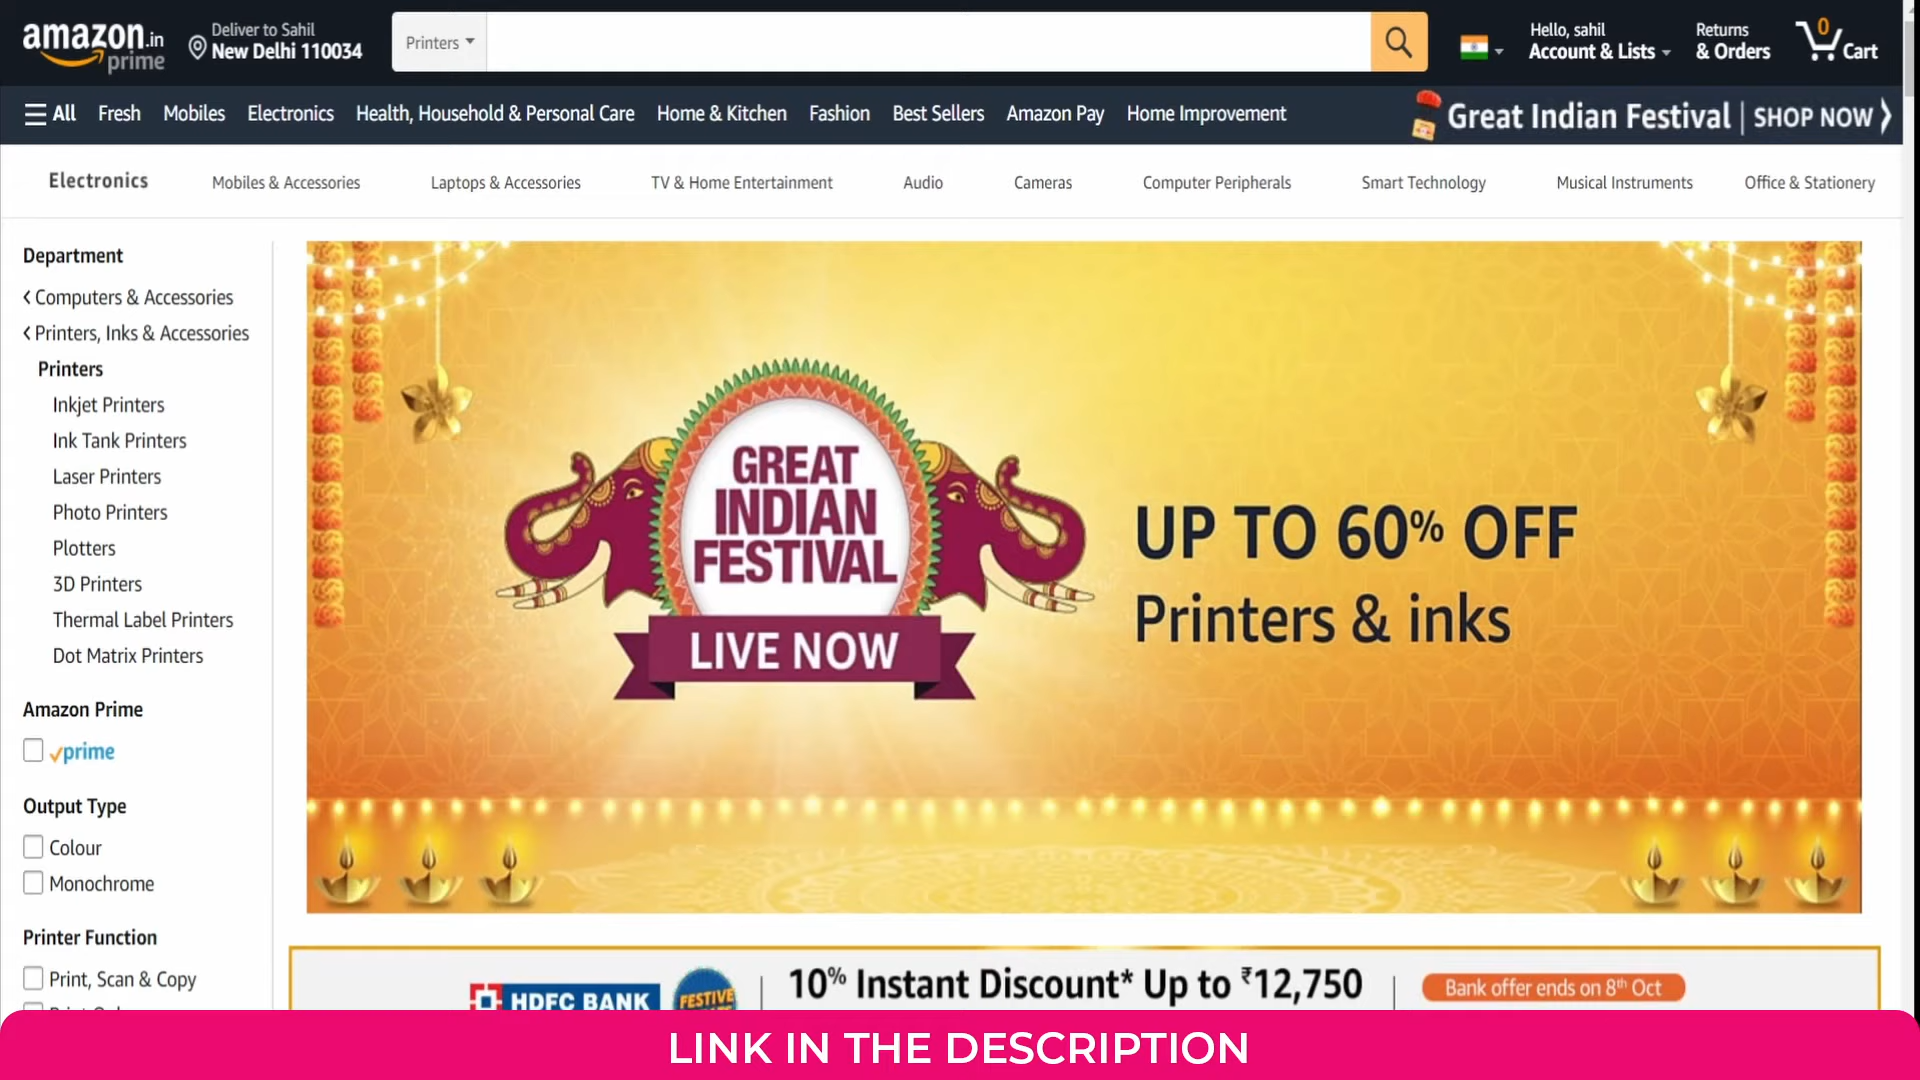 amazon.in
prime
Deliver to Sahil
New Delhi 110034
Printers
Hello, sahil
Account & Lists
Returns
& Orders
0
Cart
All
Fresh
Mobiles
Electronics
Health, Household & Personal Care
Home & Kitchen
Fashion
Best Sellers
Amazon Pay
Home Improvement
Great Indian Festival | SHOP NOW
Electronics
Mobiles & Accessories
Laptops & Accessories
TV & Home Entertainment
Audio
Cameras
Computer Peripherals
Smart Technology
Musical Instruments
Office & Stationery
Department
Computers & Accessories
Printers, Inks & Accessories
Printers
Inkjet Printers
Ink Tank Printers
Laser Printers
Photo Printers
Plotters
3D Printers
Thermal Label Printers
Dot Matrix Printers
Amazon Prime
prime
Output Type
Colour
Monochrome
Printer Function
Print, Scan & Copy
GREAT
INDIAN
FESTIVAL
LIVE NOW
UP TO 60% OFF
Printers & inks
HDFC BANK
FESTIVE
10% Instant Discount* Up to ₹12,750
Bank offer ends on 8th Oct
LINK IN THE DESCRIPTION